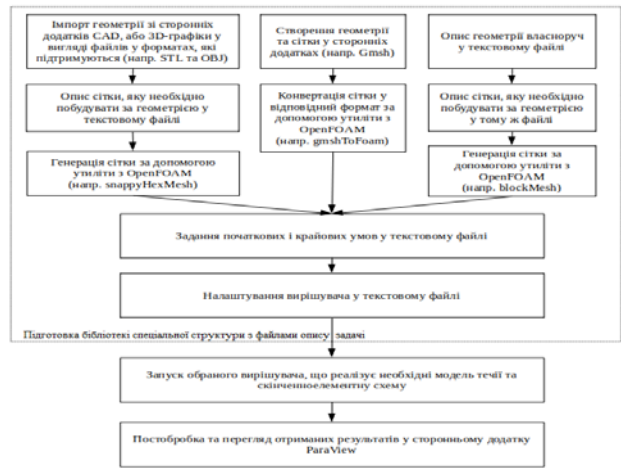 Імпорт геометрії зі сторонніх
додатків CAD, або 3D-графіки у
вигляді файлів у форматах, які
підтримуються (напр. STL та OBJ)
Створення геометрії
та сітки у сторонніх
додатках (напр. Gmsh)
Опис геометрії власноруч
у текстовому файлі
Опис сітки, яку необхідно
побудувати за геометрією у
текстовому файлі
Конвертація сітки у
відповідний формат за
допомогою утиліти з
OpenFOAM
(напр. gmshToFoam)
Опис сітки, яку необхідно
побудувати за геометрією
у тому ж файлі
Генерація сітки за допомогою
утиліти з OpenFOAM
(напр. snappyHexMesh)
Генерація сітки за
допомогою утиліти з
OpenFOAM
(напр. blockMesh)
Задання початкових і крайових умов у текстовому файлі
Налаштування вирішувача у текстовому файлі
Підготовка бібліотекі спеціальної структури з файлами опису задачі
Запуск обраного вирішувача, що реалізує необхідні модель течії та
скінченноелементну схему
Постобробка та перегляд отриманих результатів у сторонньому додатку
ParaView